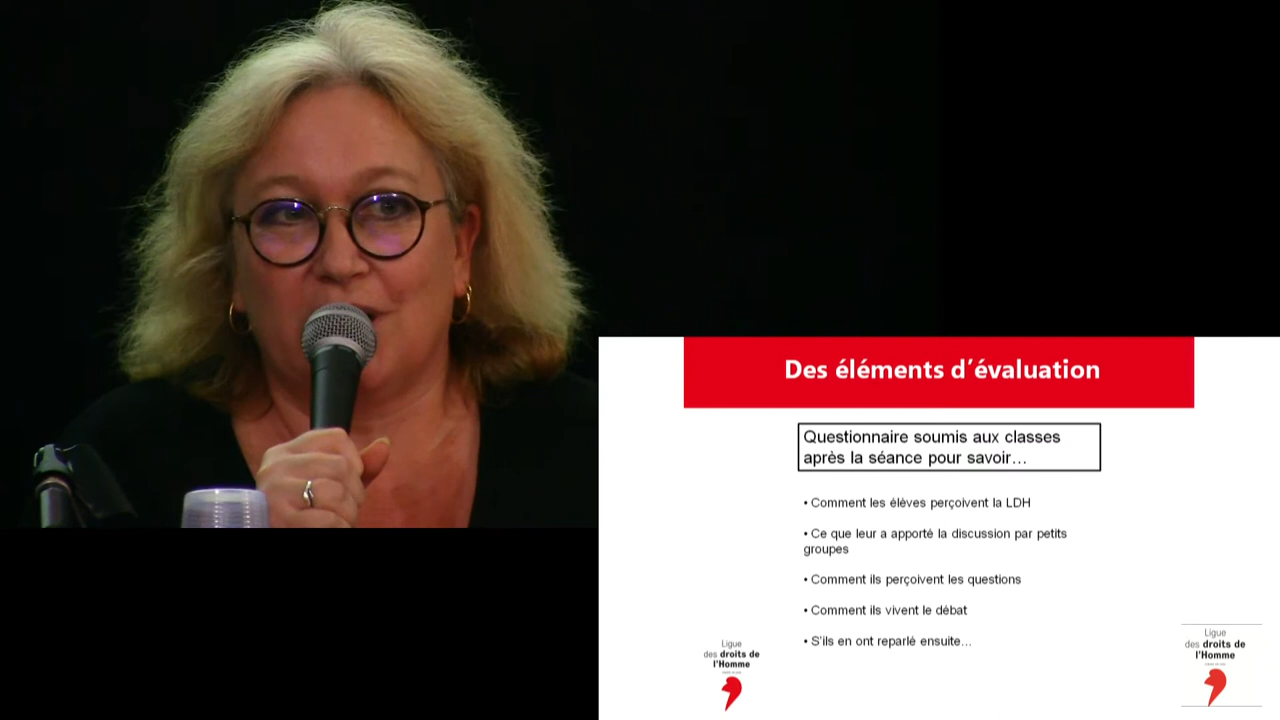 Des éléments d´évaluation
Questionnaire soumis aux classes
après la séance pour savoir…
• Comment les élèves perçoivent la LDH
• Ce que leur a apporté la discussion par petits
groupes
• Comment ils perçoivent les questions
• Comment ils vivent le débat
• S'ils en ont reparlé ensuite…
Ligue
des droits de
l'Homme
Ligue
des droits de
l'Homme